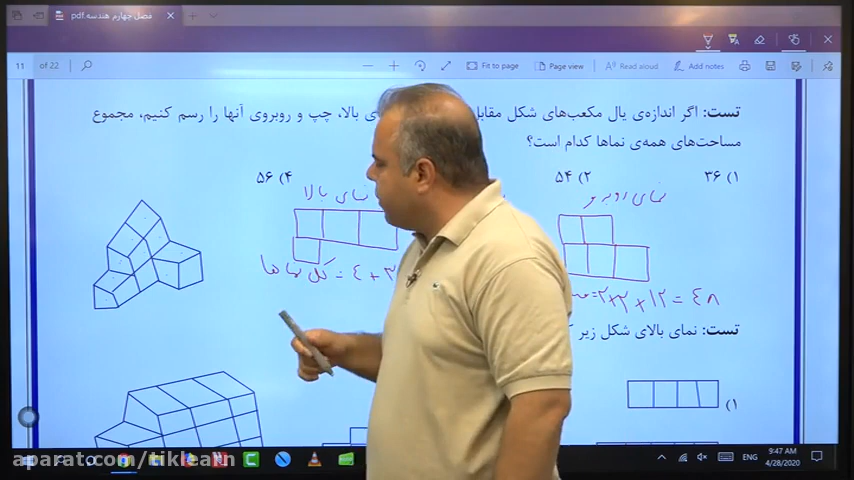 فصل چهارم هندسه.pdf
11 of 22
Fit to page
Page view
Read aloud
Add notes
تست: اگر اندازه‌ی یال مکعب‌های شکل مقابل
ی بالا، چپ و روبروی آنها را رسم کنیم، مجموع
مساحت‌های همه‌ی نماها کدام است؟
۱) ۳۶
۲) ۵۴
۴) ۵۶
نمای روبرو
نمای بالا
۱۲ = ۴۸
تست: نمای بالای شکل زیر
۱)
aparat.com/tiklearn
ENG
9:47 AM
4/28/2020